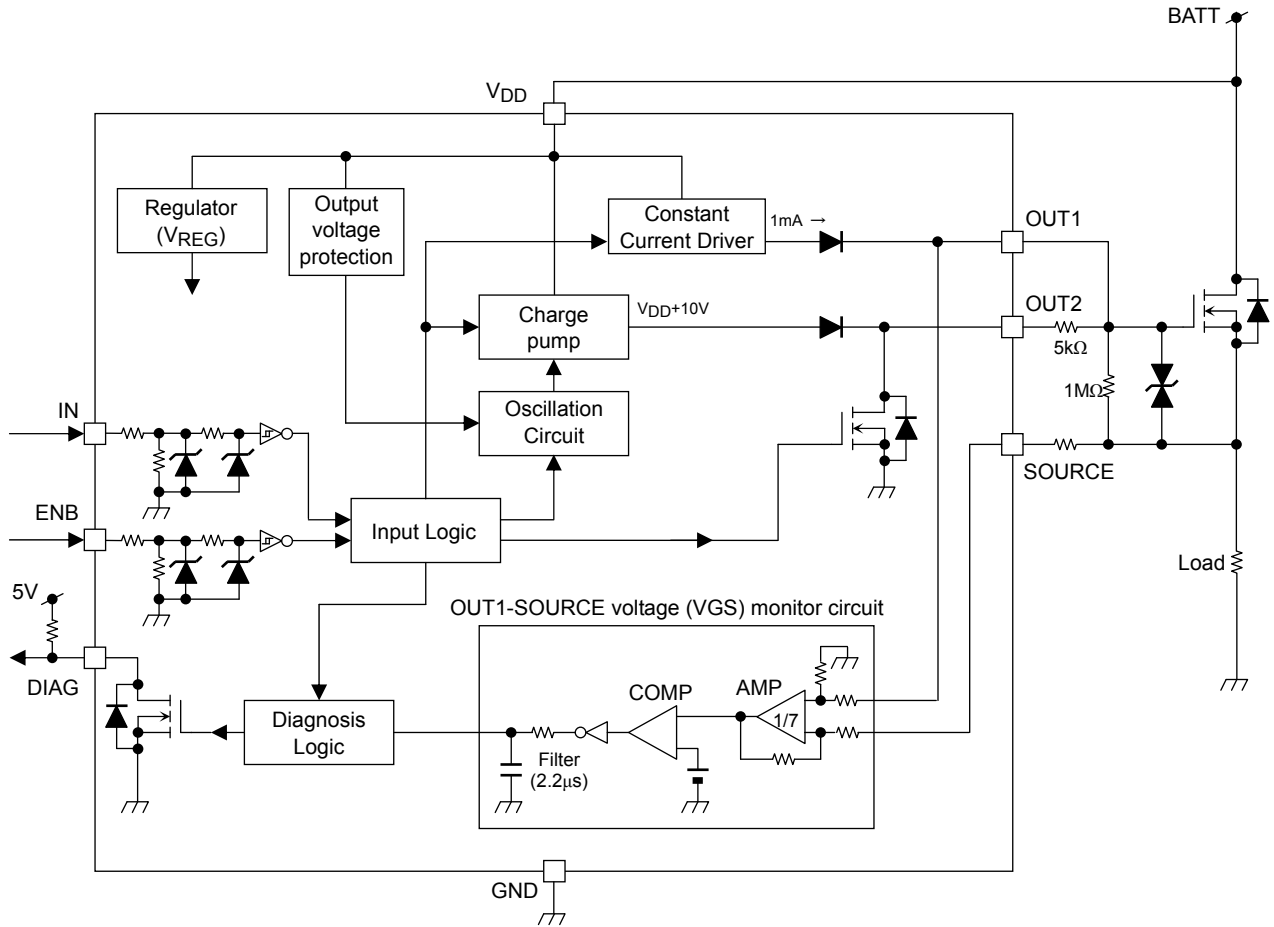 BATT
VDD
Regulator
(VREG)
Output
voltage
protection
Constant
Current Driver
1mA →
OUT1
Charge
pump
VDD+10V
OUT2
5kΩ
1MΩ
IN
Oscillation
Circuit
SOURCE
ENB
Input Logic
Load
5V
OUT1-SOURCE voltage (VGS) monitor circuit
DIAG
Diagnosis
Logic
COMP
AMP
1/7
Filter
(2.2μs)
GND